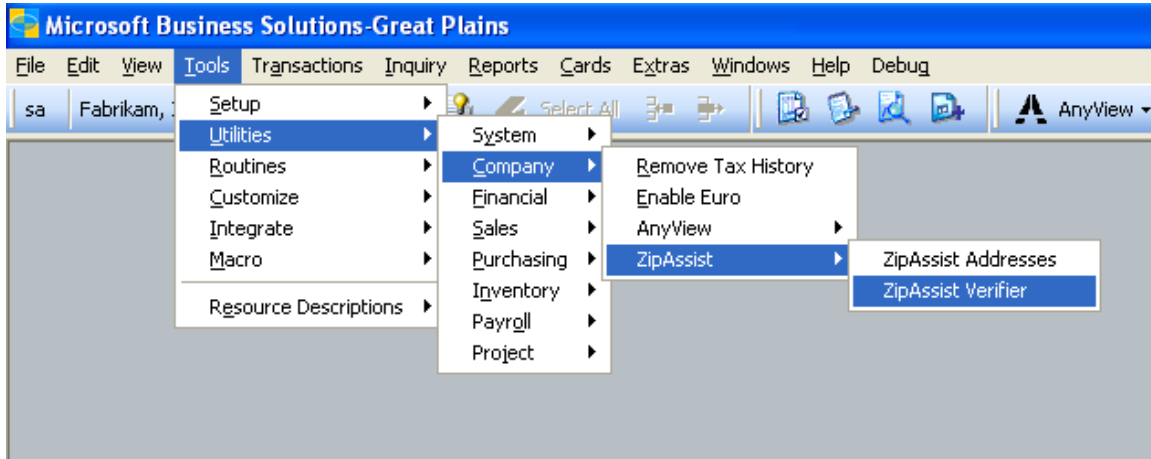 Microsoft Business Solutions-Great Plains
File Edit View Tools Transactions Inquiry Reports Cards Extras Windows Help Debug
sa Fabrikam, Select All AnyView
Setup
Utilities
Routines
Customize
Integrate
Macro
Resource Descriptions
System
Company
Financial
Sales
Purchasing
Inventory
Payroll
Project
Remove Tax History
Enable Euro
AnyView
ZipAssist
ZipAssist Addresses
ZipAssist Verifier